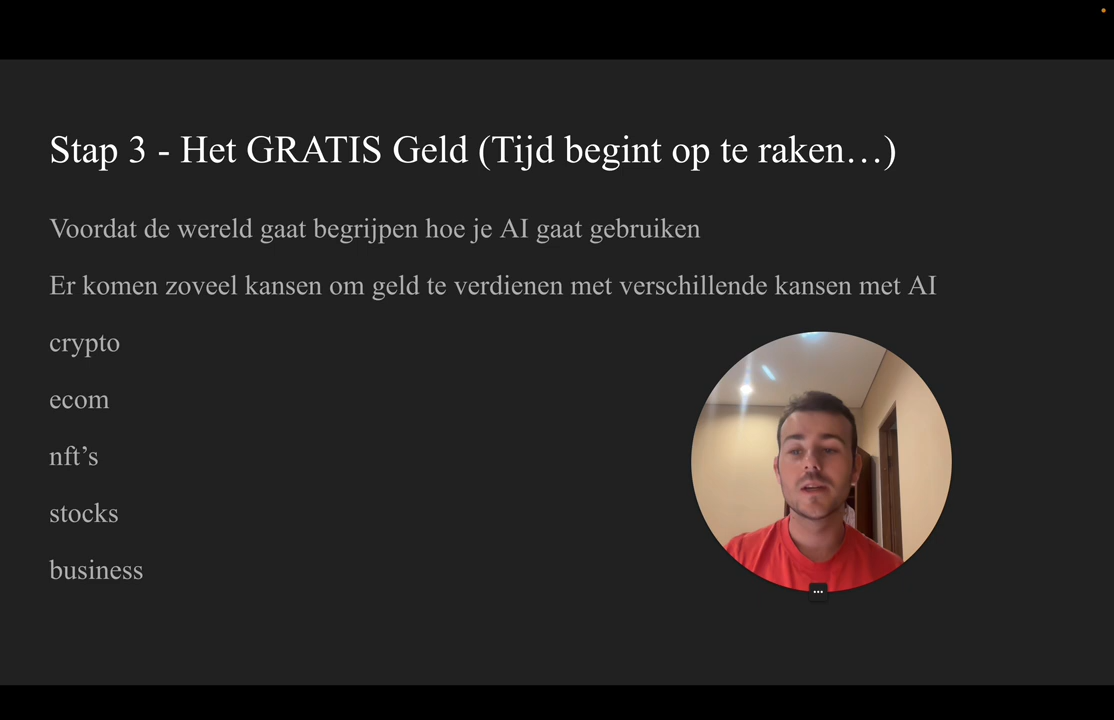 Stap 3 - Het GRATIS Geld (Tijd begint op te raken…)
Voordat de wereld gaat begrijpen hoe je AI gaat gebruiken
Er komen zoveel kansen om geld te verdienen met verschillende kansen met AI
crypto
ecom
nft’s
stocks
business